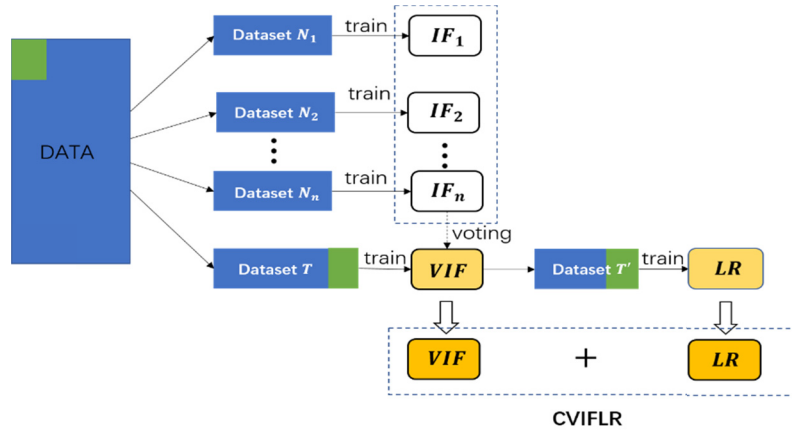 Dataset N₁ train IF₁
DATA
Dataset N₂ train IF₂
Dataset Nₙ train IFₙ
voting
Dataset T train VIF Dataset T' train LR
VIF + LR
CVIFLR